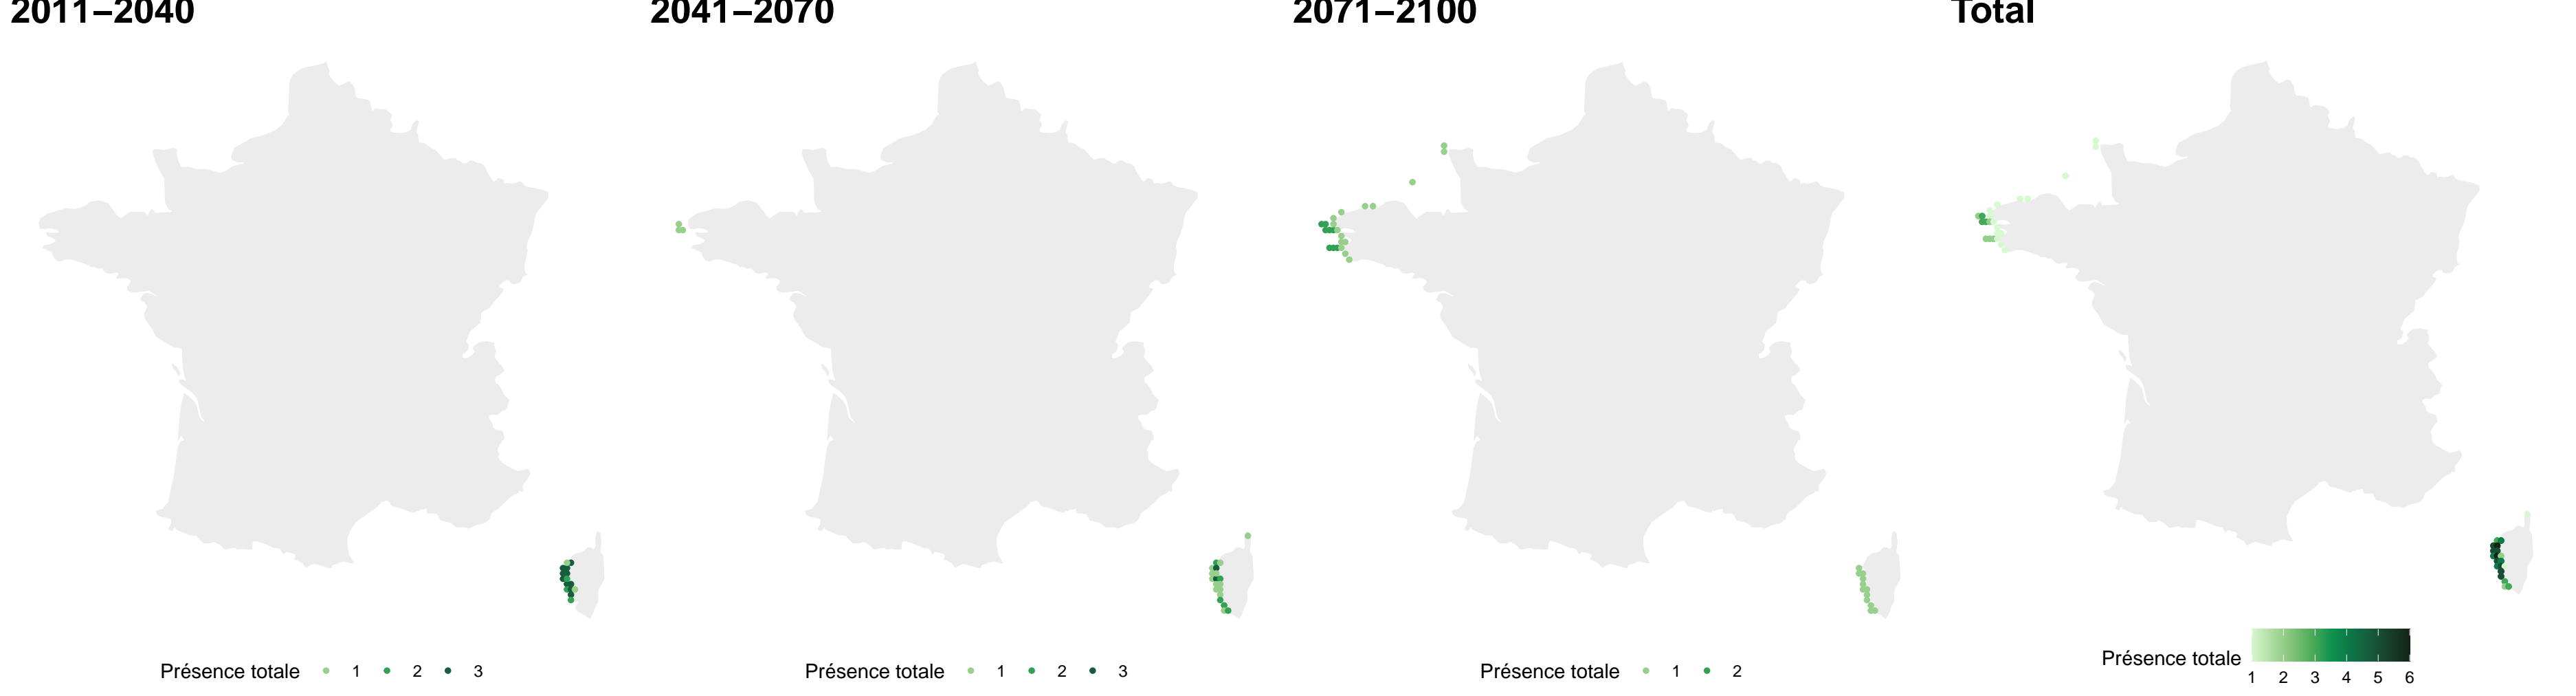 2011–2040
2041–2070
2071–2100
Total
Présence totale 1 2 3
Présence totale 1 2 3
Présence totale 1 2
Présence totale
1 2 3 4 5 6